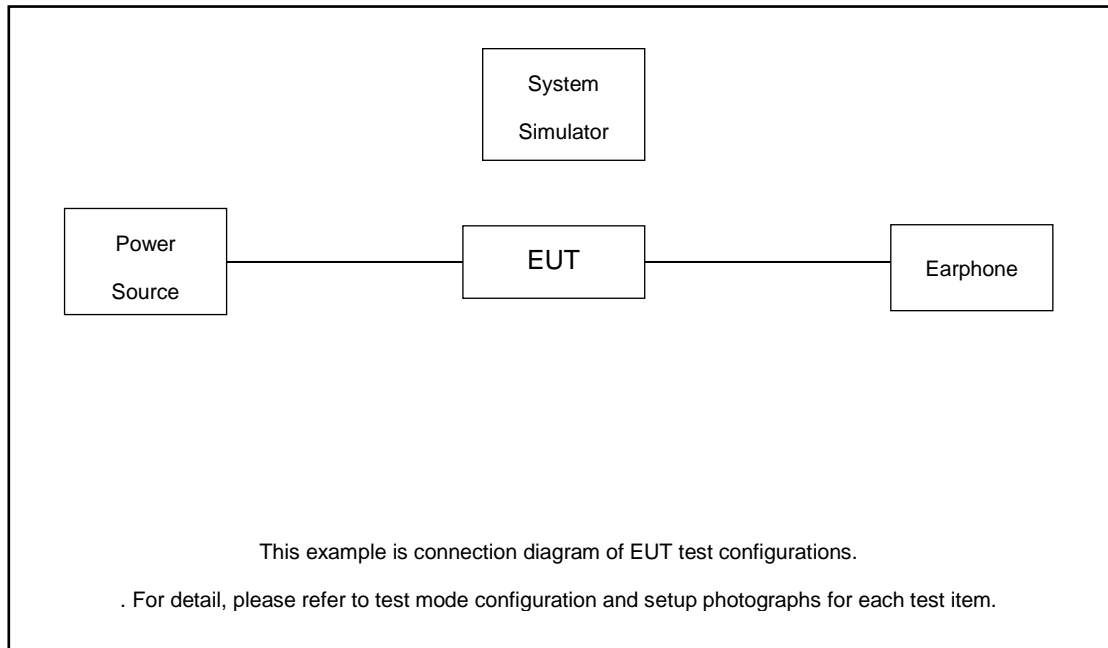 System
Simulator
Power
Source
EUT
Earphone
This example is connection diagram of EUT test configurations.
. For detail, please refer to test mode configuration and setup photographs for each test item.